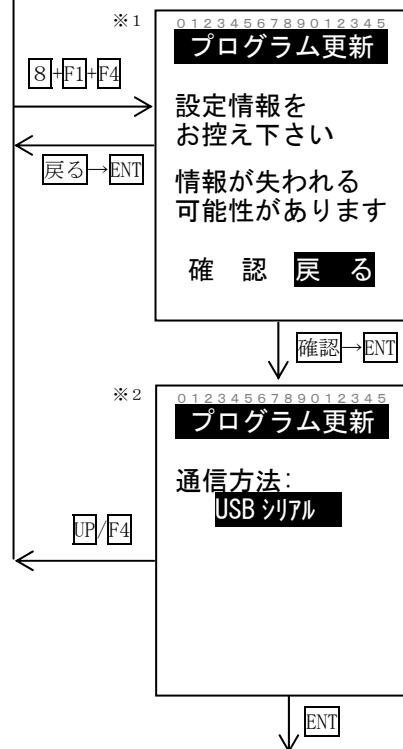 ※1
0123456789012345
プログラム更新
8+F1+F4
設定情報を
お控え下さい
戻る→ENT
情報が失われる
可能性があります
確　認　戻　る
確認→ENT
※2
0123456789012345
プログラム更新
通信方法:
USB ｼﾘｱﾙ
UP/F4
ENT